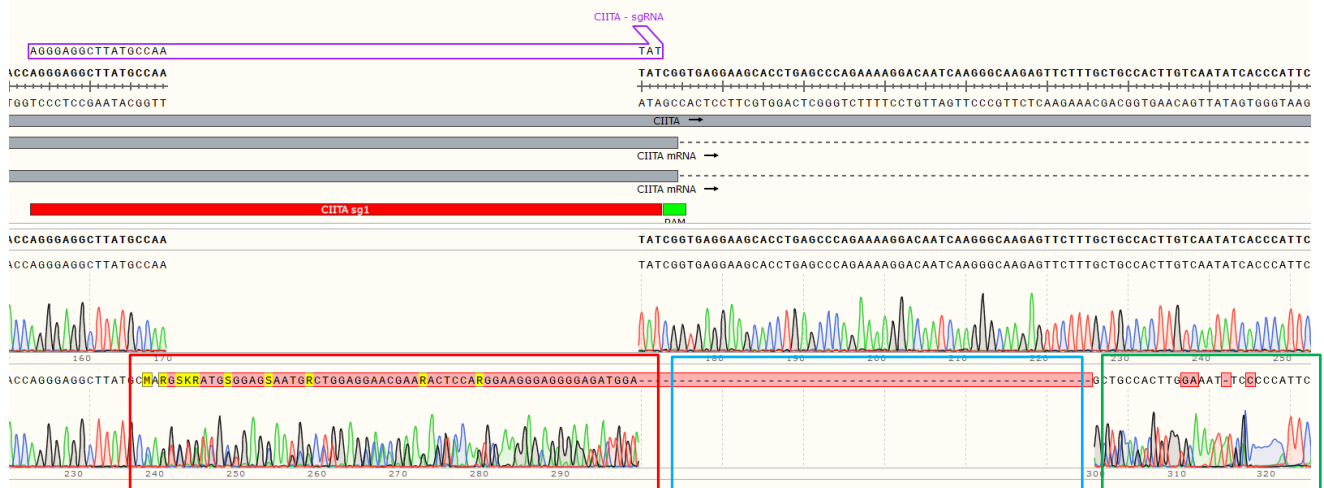 CIITA - sgRNA
AGGGAGGCTTATGCCAA TAT
ACCAGGGAGGCTTATGCCAA TATCGGTGAGGAAGCACCTGAGCCCAGAAAAGGACAATCAAGGGCAAGAGTTCTTTGCTGCCACTTGTCAATATCACCCATTC
TGGTCCCTCCGAATACGGTT ATAGCCACTCCTTCGTGGACTCGGGTCTTTTCCTGTTAGTTCCCGTTCTCAAGAAACGACGGTGAACAGTTATAGTGGGTAAG
CIITA
CIITA mRNA
CIITA mRNA
CIITA sg1
PAM
ACCAGGGAGGCTTATGCCAA TATCGGTGAGGAAGCACCTGAGCCCAGAAAAGGACAATCAAGGGCAAGAGTTCTTTGCTGCCACTTGTCAATATCACCCATTC
ACCAGGGAGGCTTATGCCAA TATCGGTGAGGAAGCACCTGAGCCCAGAAAAGGACAATCAAGGGCAAGAGTTCTTTGCTGCCACTTGTCAATATCACCCATTC
160 170 180 190 200 210 220 230 240 250
ACCAGGGAGGCTTATGCMARGSKRATGSGGAGSAATGRCTGGAGGAACGAARACTCCARGGAAGGGAGGGGAGATGGA--------------------------------------------------------GCTGCCACTTGGAAAT-TCCCCCATTC
230 240 250 260 270 280 290 300 310 320